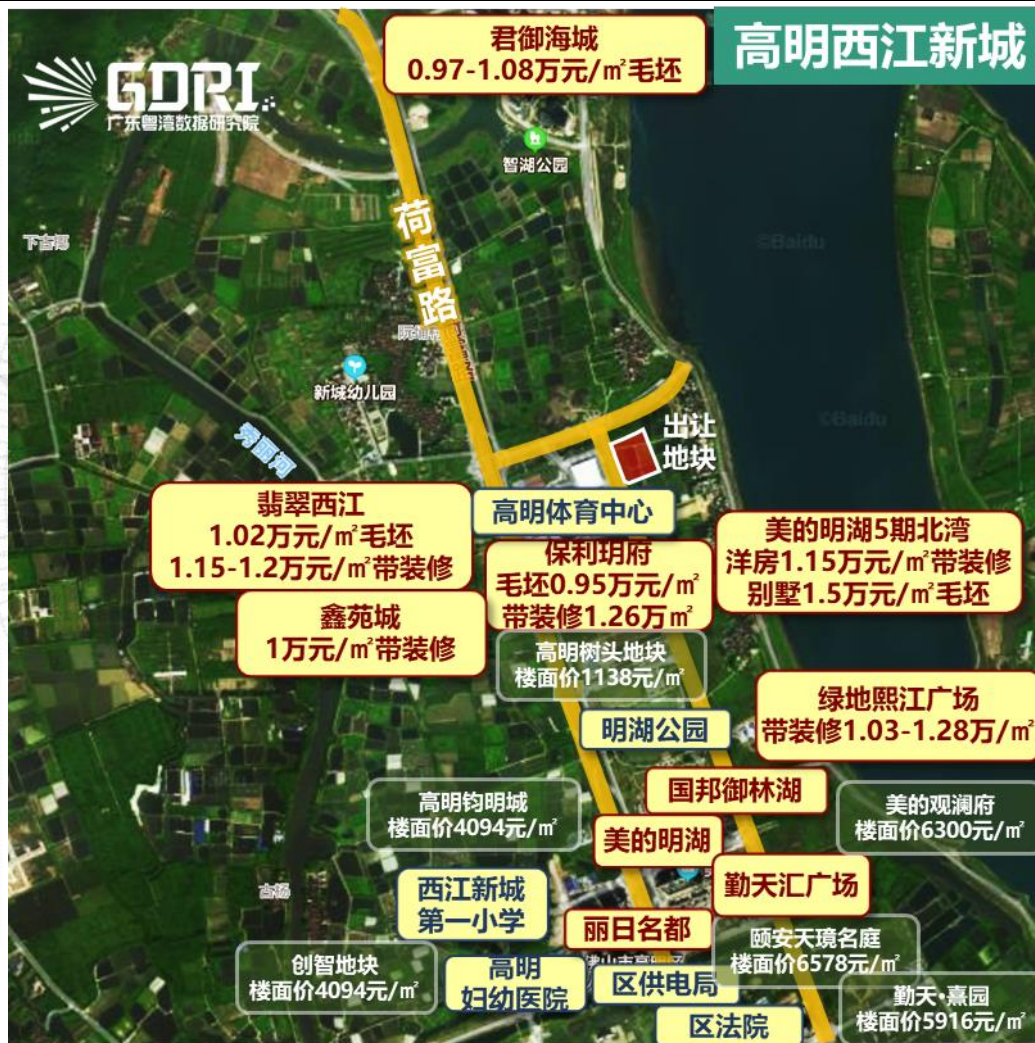 君御海城
0.97-1.08万元/㎡毛坯
高明西江新城
GDRI
广东粤湾数据研究院
智湖公园
下古塱
©Baidu
荷富路
新城幼儿园
©Baidu
秀丽河
出让
地块
翡翠西江
1.02万元/㎡毛坯
1.15-1.2万元/㎡带装修
高明体育中心
保利玥府
毛坯0.95万元/㎡
带装修1.26万㎡
美的明湖5期北湾
洋房1.15万元/㎡带装修
别墅1.5万元/㎡毛坯
鑫苑城
1万元/㎡带装修
高明树头地块
楼面价1138元/㎡
明湖公园
绿地熙江广场
带装修1.03-1.28万/㎡
国邦御林湖
高明钧明城
楼面价4094元/㎡
美的观澜府
楼面价6300元/㎡
美的明湖
勤天汇广场
古杨
西江新城
第一小学
丽日名都
颐安天境名庭
楼面价6578元/㎡
创智地块
楼面价4094元/㎡
高明
妇幼医院
区供电局
勤天·熹园
楼面价5916元/㎡
区法院